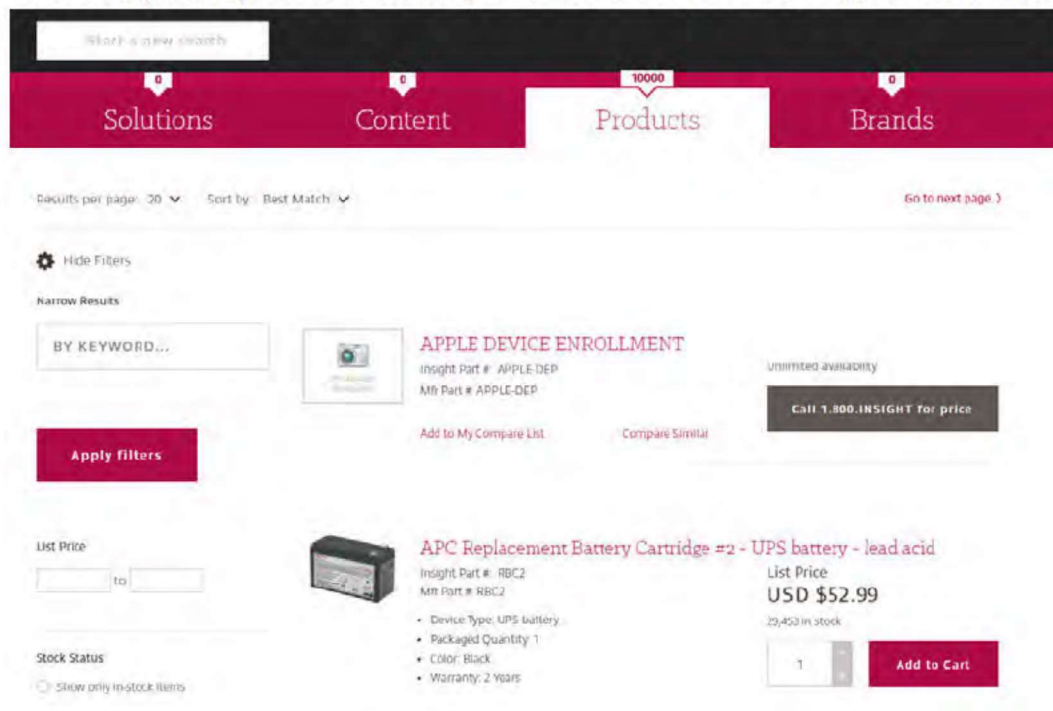 Start a new search
0
0
10000
0
Solutions
Content
Products
Brands
Results per page: 20
Sort by: Best Match
Go to next page
Hide Filters
Narrow Results
BY KEYWORD...
Apply filters
List Price
to
Stock Status
Show only in-stock items
APPLE DEVICE ENROLLMENT
Insight Part #: APPLE-DEP
Mfr Part #: APPLE-DEP
Add to My Compare List
Compare Similar
Unlimited availability
Call 1.800.INSIGHT for price
APC Replacement Battery Cartridge #2 - UPS battery - lead acid
Insight Part #: RBC2
Mfr Part #: RBC2
• Device Type: UPS battery
• Packaged Quantity: 1
• Color: Black
• Warranty: 2 Years
List Price
USD $52.99
29,453 in stock
1
Add to Cart